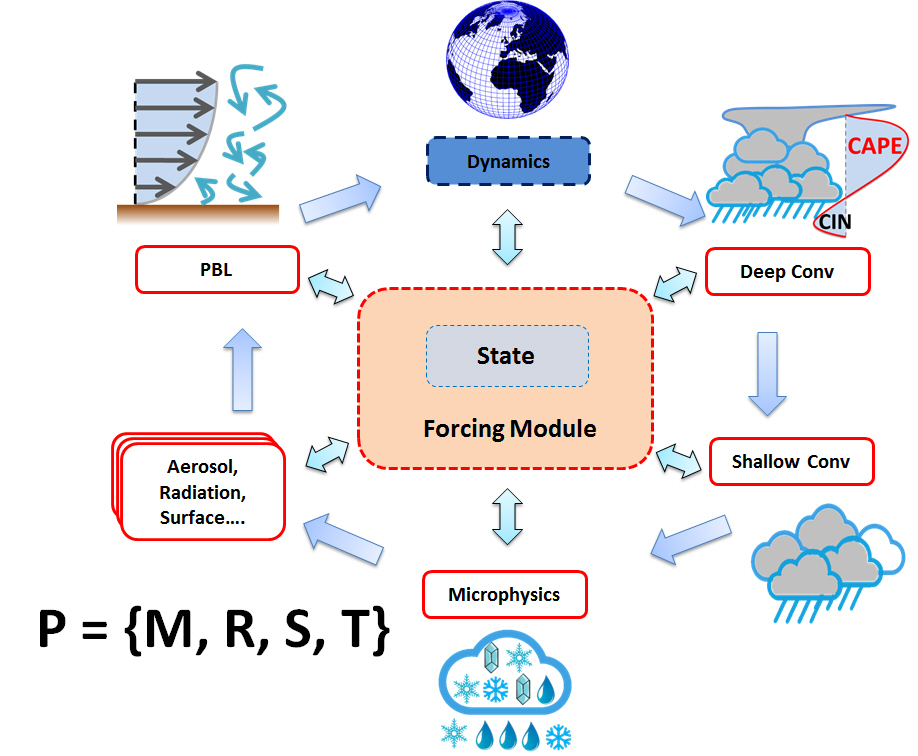 Dynamics
CAPE
CIN
PBL
Deep Conv
State
Forcing Module
Aerosol,
Radiation,
Surface....
Shallow Conv
Microphysics
P = {M, R, S, T}